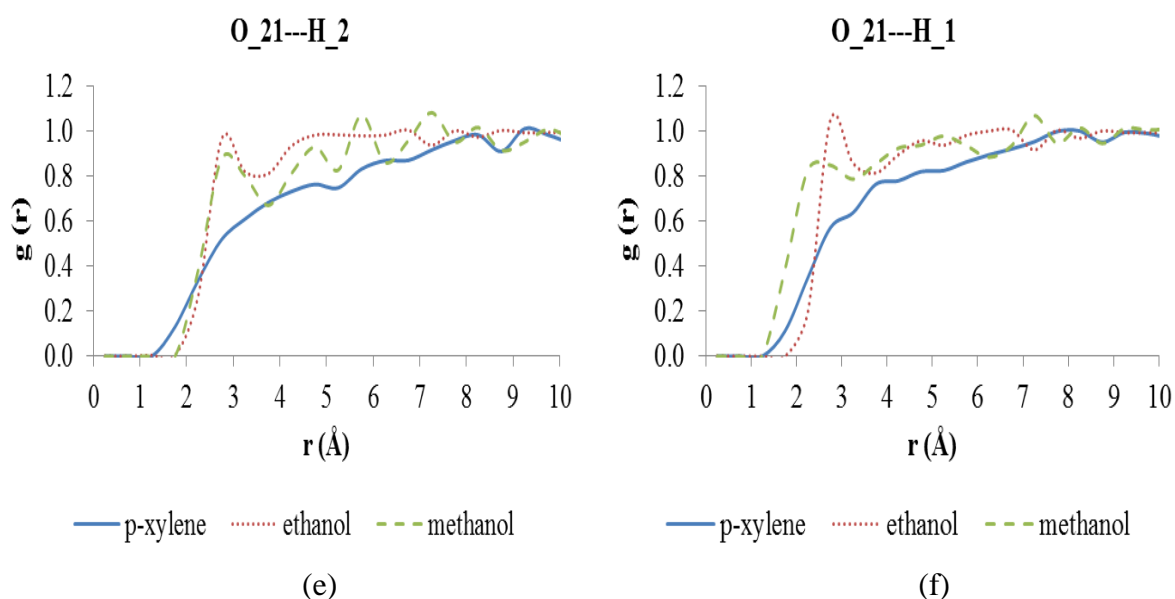 O_21---H_2
1.2
1.0
0.8
0.6
0.4
0.2
0.0
g (r)
0 1 2 3 4 5 6 7 8 9 10
r (Å)
p-xylene ethanol methanol
(e)
O_21---H_1
1.2
1.0
0.8
0.6
0.4
0.2
0.0
g (r)
0 1 2 3 4 5 6 7 8 9 10
r (Å)
p-xylene ethanol methanol
(f)